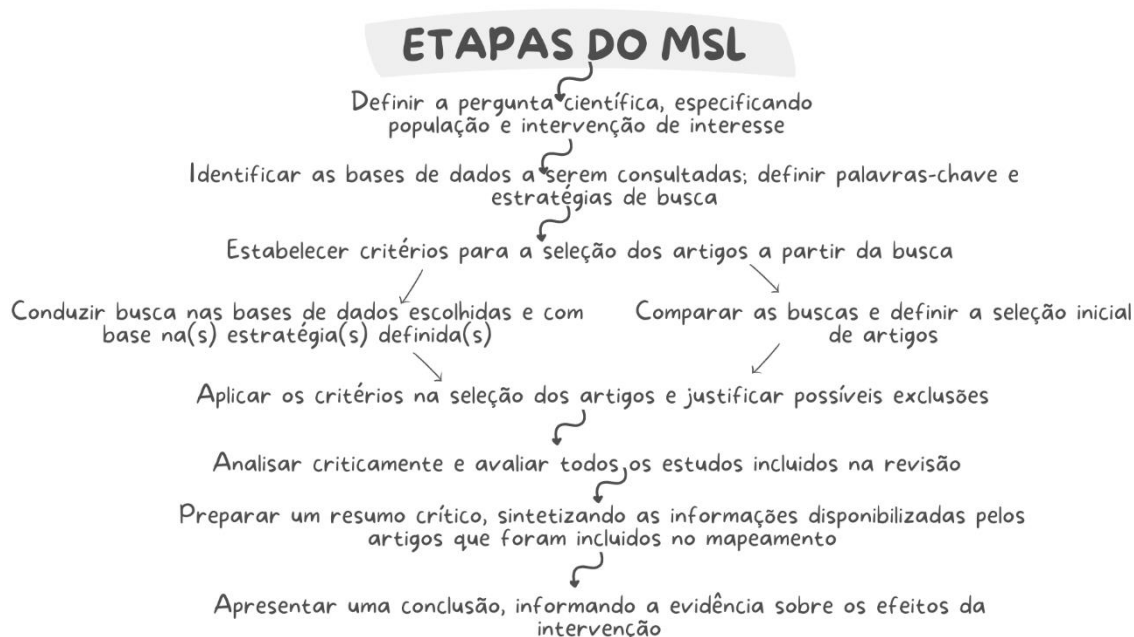 ETAPAS DO MSL
Definir a pergunta científica, especificando
população e intervenção de interesse
Identificar as bases de dados a serem consultadas; definir palavras-chave e
estratégias de busca
Estabelecer critérios para a seleção dos artigos a partir da busca
Conduzir busca nas bases de dados escolhidas e com
base na(s) estratégia(s) definida(s)
Comparar as buscas e definir a seleção inicial
de artigos
Aplicar os critérios na seleção dos artigos e justificar possíveis exclusões
Analisar criticamente e avaliar todos os estudos incluidos na revisão
Preparar um resumo crítico, sintetizando as informações disponibilizadas pelos
artigos que foram incluidos no mapeamento
Apresentar uma conclusão, informando a evidência sobre os efeitos da
intervenção